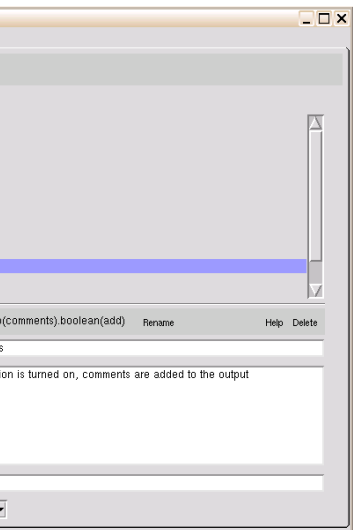 (comments).boolean(add) Rename Help Delete
s
ion is turned on, comments are added to the output